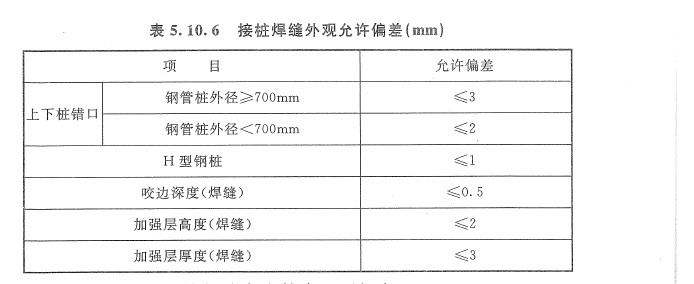 表 5.10.6 接桩焊缝外观允许偏差(mm)
项 目 允许偏差
上下桩错口 钢管桩外径≥700mm ≤3
钢管桩外径<700mm ≤2
H 型钢桩 ≤1
咬边深度(焊缝) ≤0.5
加强层高度(焊缝) ≤2
加强层厚度(焊缝) ≤3